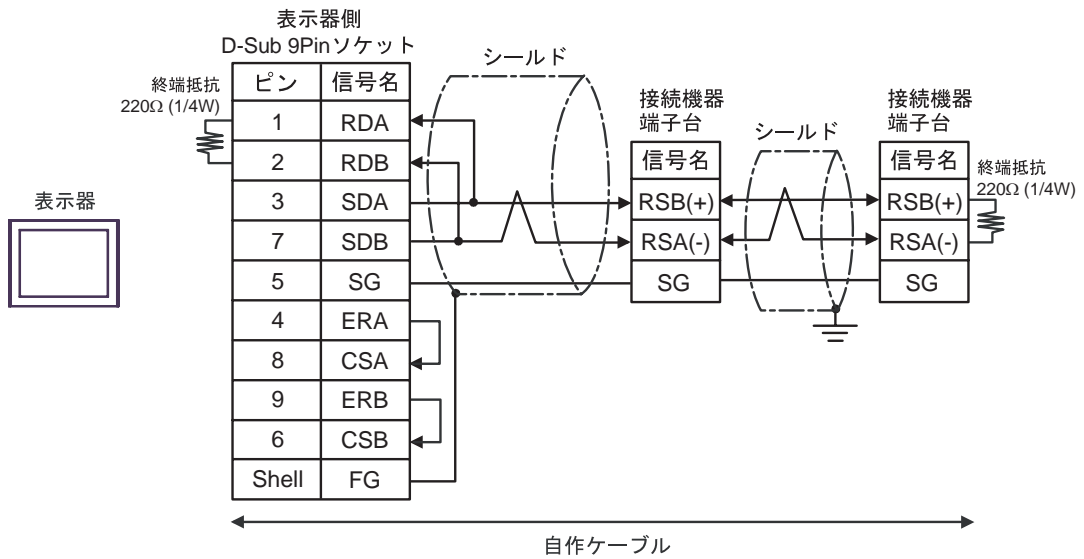 表示器側
D-Sub 9Pinソケット
シールド
終端抵抗
220Ω (1/4W)
ピン 信号名
1 RDA
2 RDB
3 SDA
7 SDB
5 SG
4 ERA
8 CSA
9 ERB
6 CSB
Shell FG
表示器
接続機器
端子台
信号名
RSB(+)
RSA(-)
SG
シールド
接続機器
端子台
信号名
RSB(+)
RSA(-)
SG
終端抵抗
220Ω (1/4W)
自作ケーブル